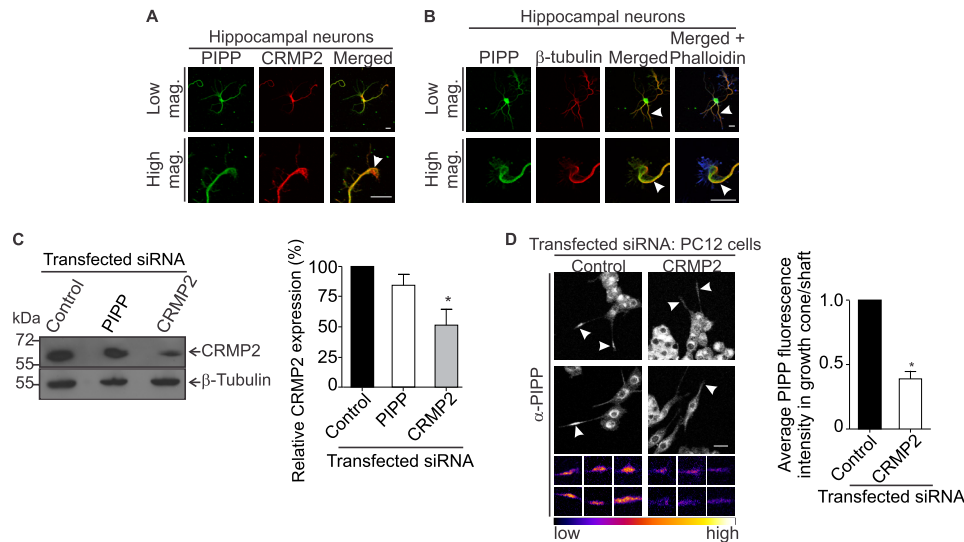 A
Hippocampal neurons
PIPP CRMP2 Merged
Low mag.
High mag.
B
Hippocampal neurons
PIPP β-tubulin Merged Merged + Phalloidin
Low mag.
High mag.
C
Transfected siRNA
kDa Control PIPP CRMP2
72
55
CRMP2
55
β-Tubulin
Relative CRMP2 expression (%)
100
75
50
25
0
*
Control PIPP CRMP2
Transfected siRNA
D
Transfected siRNA: PC12 cells
Control CRMP2
α-PIPP
low high
Average PIPP fluorescence
intensity in growth cone/shaft
1.0
0.5
0
*
Control CRMP2
Transfected siRNA